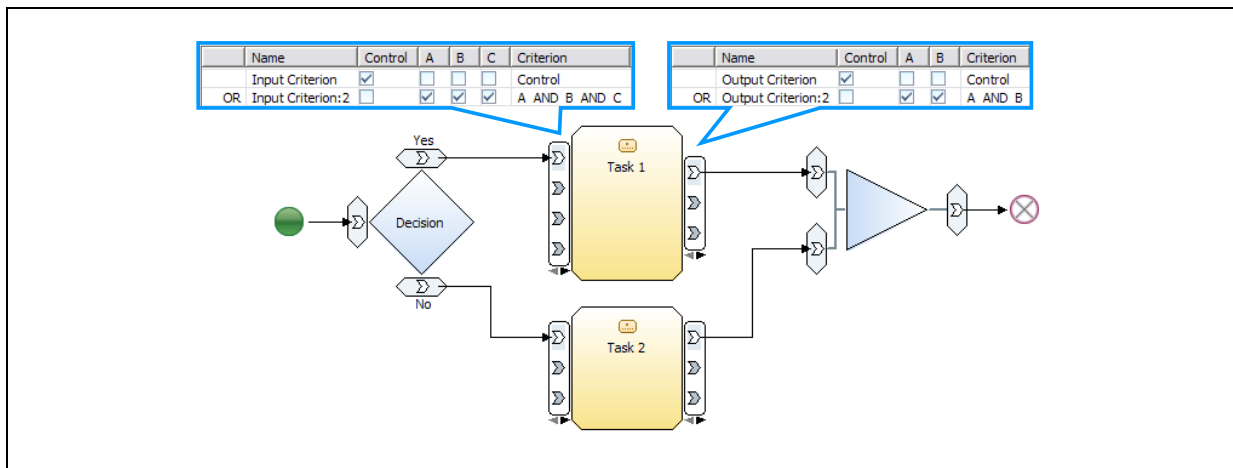 Name Control A B C Criterion
Input Criterion Control
OR Input Criterion:2 A AND B AND C
Name Control A B Criterion
Output Criterion Control
OR Output Criterion:2 A AND B
Yes
Task 1
Decision
No
Task 2